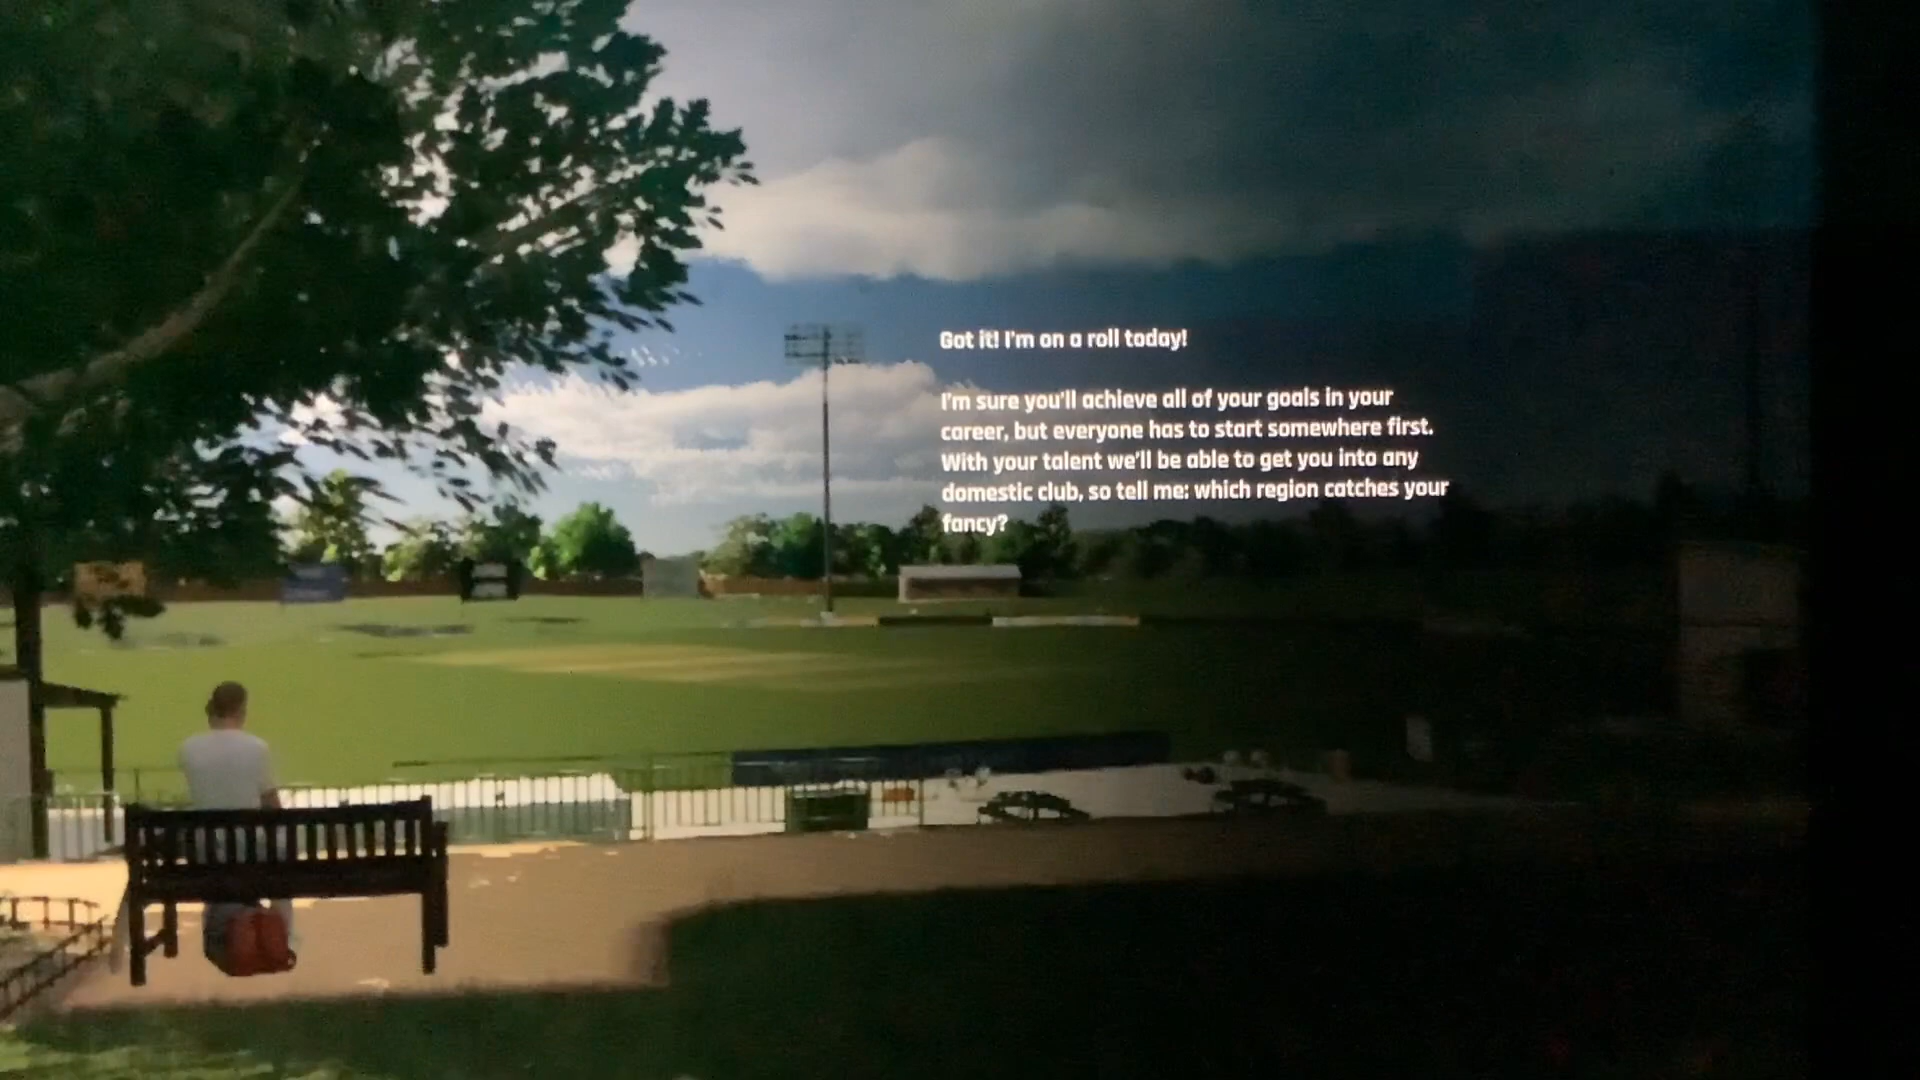 Got it! I'm on a roll today!
I'm sure you'll achieve all of your goals in your
career, but everyone has to start somewhere first.
With your talent we'll be able to get you into any
domestic club, so tell me: which region catches your
fancy?